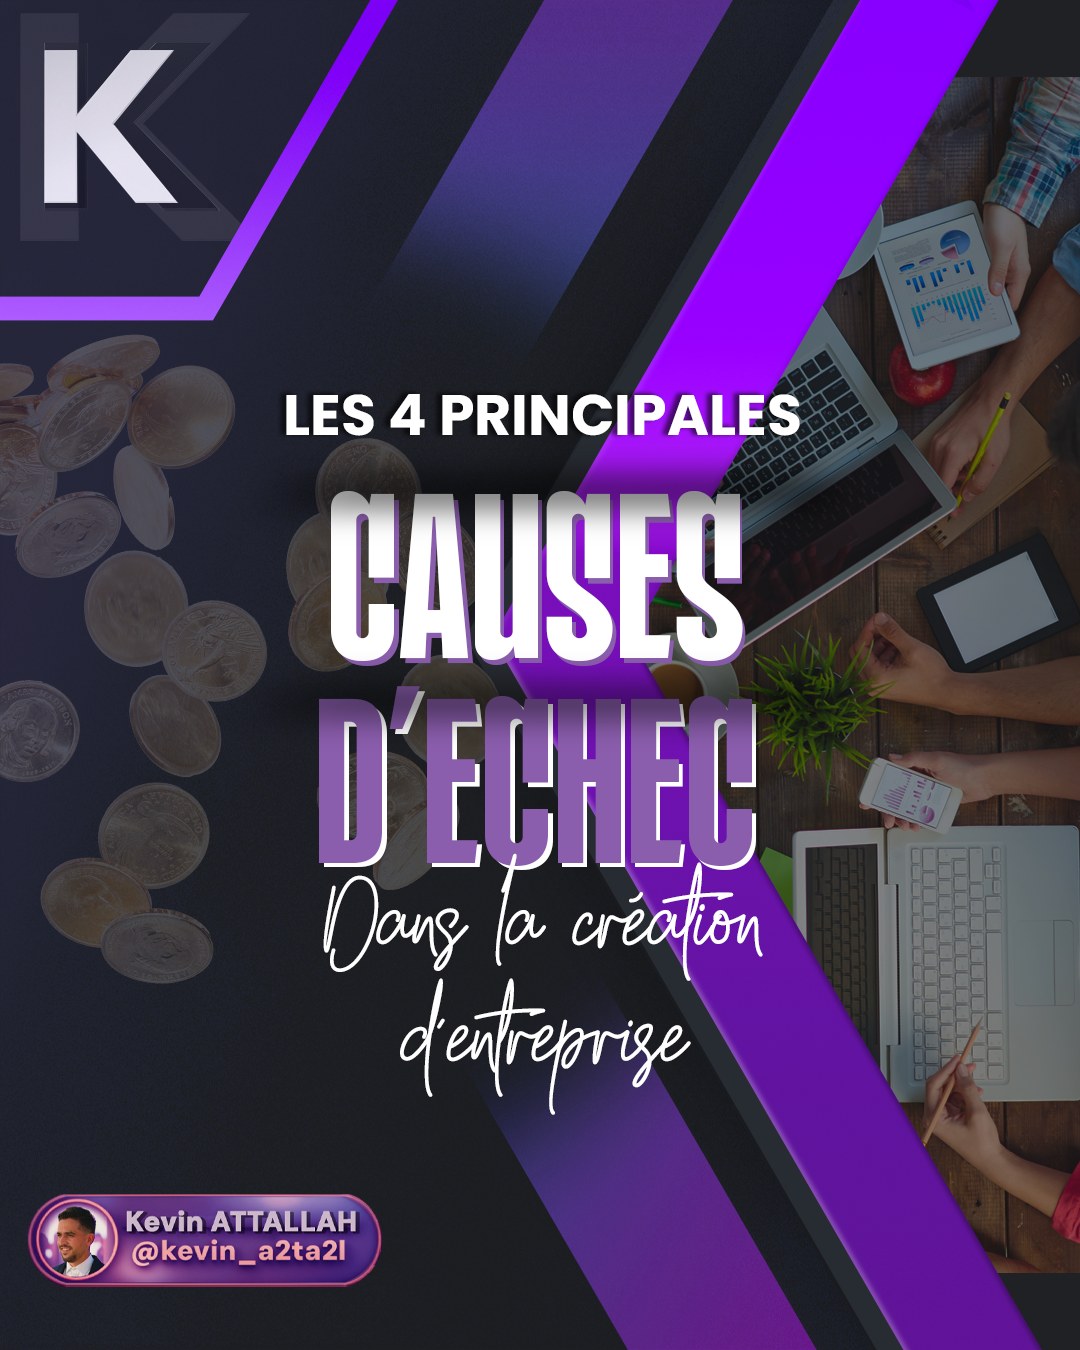 K
LES 4 PRINCIPALES
CAUSES
D'ECHEC
Dans la création
d'entreprise
Kevin ATTALLAH
@kevin_a2ta2l